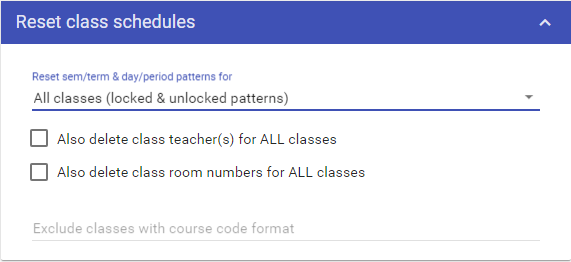 Reset class schedules
Reset sem/term & day/period patterns for
All classes (locked & unlocked patterns)
Also delete class teacher(s) for ALL classes
Also delete class room numbers for ALL classes
Exclude classes with course code format